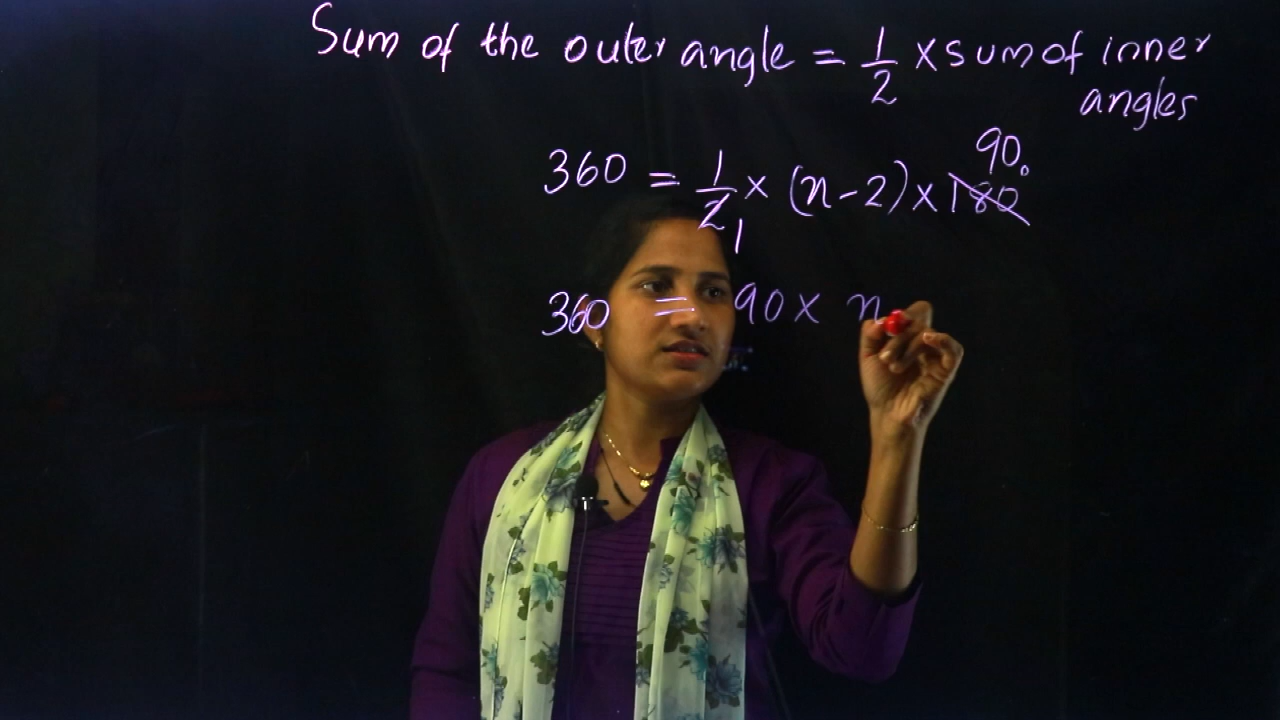 Sum of the outer angle = 1/2 × sum of inner
angles
90
360 = 1/2 × (n-2) × 180
1
360 = 90 × n